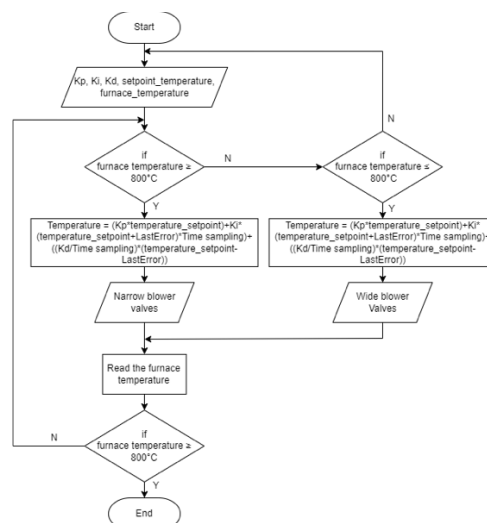 Start
Kp, Ki, Kd, setpoint_temperature,
furnace_temperature
N
if
furnace temperature ≥
800°C
N
if
furnace temperature ≤
800°C
Y
Y
Temperature = (Kp*temperature_setpoint)+Ki*
(temperature_setpoint+LastError)*Time sampling)+
((Kd/Time sampling)*(temperature_setpoint-
LastError))
Temperature = (Kp*temperature_setpoint)+Ki*
(temperature_setpoint+LastError)*Time sampling)+
((Kd/Time sampling)*(temperature_setpoint-
LastError))
Narrow blower
valves
Wide blower
Valves
Read the furnace
temperature
N
if
furnace temperature ≥
800°C
Y
End